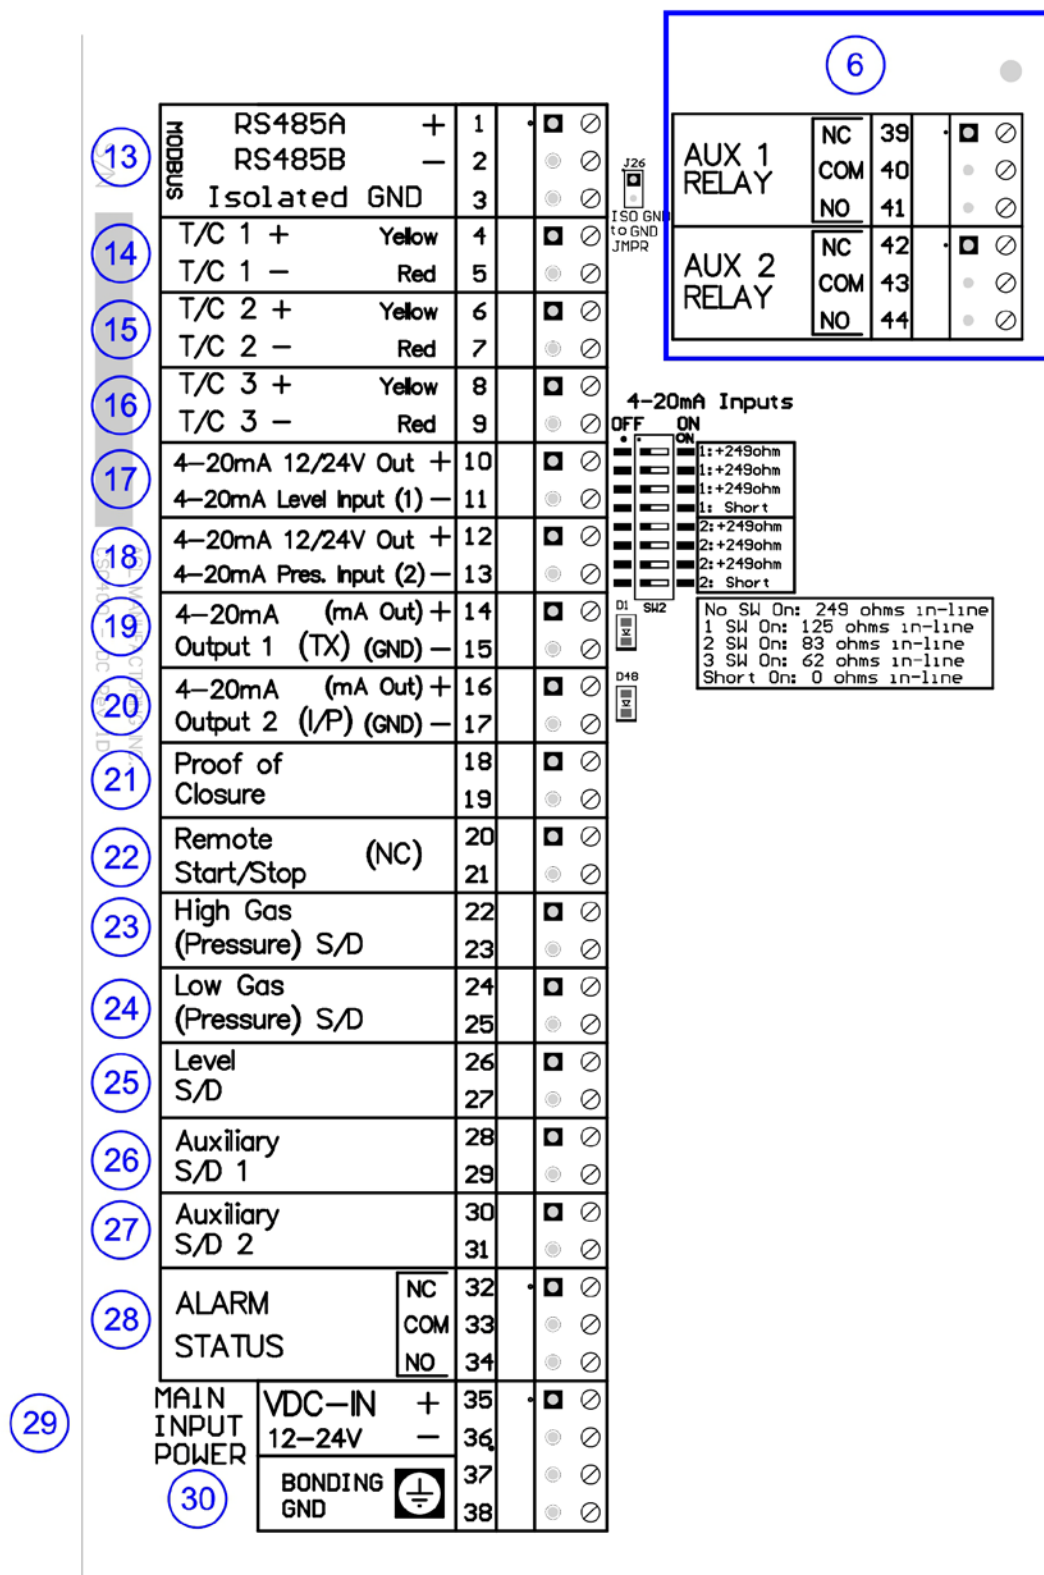 6
AUX 1 RELAY
NC 39
COM 40
NO 41
AUX 2 RELAY
NC 42
COM 43
NO 44
13
MODBUS
RS485A + 1
RS485B − 2
Isolated GND 3
J26
ISO GND
to GND
JMPR
14
T/C 1 + Yellow 4
T/C 1 − Red 5
15
T/C 2 + Yellow 6
T/C 2 − Red 7
16
T/C 3 + Yellow 8
T/C 3 − Red 9
17
4-20mA 12/24V Out + 10
4-20mA Level Input (1) − 11
18
4-20mA 12/24V Out + 12
4-20mA Pres. Input (2) − 13
19
4-20mA (mA Out) + 14
Output 1 (TX) (GND) − 15
20
4-20mA (mA Out) + 16
Output 2 (I/P) (GND) − 17
4-20mA Inputs
OFF ON
ON
1:+249ohm
1:+249ohm
1:+249ohm
1: Short
2:+249ohm
2:+249ohm
2:+249ohm
2: Short
SW2
D1
D48
No SW On: 249 ohms in-line
1 SW On: 125 ohms in-line
2 SW On: 83 ohms in-line
3 SW On: 62 ohms in-line
Short On: 0 ohms in-line
21
Proof of 18
Closure 19
22
Remote 20
Start/Stop (NC) 21
23
High Gas 22
(Pressure) S/D 23
24
Low Gas 24
(Pressure) S/D 25
25
Level 26
S/D 27
26
Auxiliary 28
S/D 1 29
27
Auxiliary 30
S/D 2 31
28
ALARM STATUS
NC 32
COM 33
NO 34
29
MAIN
INPUT
POWER
VDC-IN + 35
12-24V − 36
30
BONDING 37
GND 38
S/N
MANUFACTURING INC.